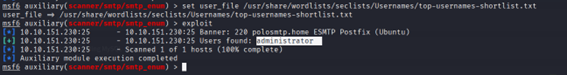 msf6 auxiliary(scanner/smtp/smtp_enum) > set user_file /usr/share/wordlists/seclists/Usernames/top-usernames-shortlist.txt
user_file => /usr/share/wordlists/seclists/Usernames/top-usernames-shortlist.txt
msf6 auxiliary(scanner/smtp/smtp_enum) > exploit
[*] 10.10.151.230:25 - 10.10.151.230:25 Banner: 220 polosmtp.home ESMTP Postfix (Ubuntu)
[+] 10.10.151.230:25 - 10.10.151.230:25 Users found: administrator
[*] 10.10.151.230:25 - Scanned 1 of 1 hosts (100% complete)
[*] Auxiliary module execution completed
msf6 auxiliary(scanner/smtp/smtp_enum) >